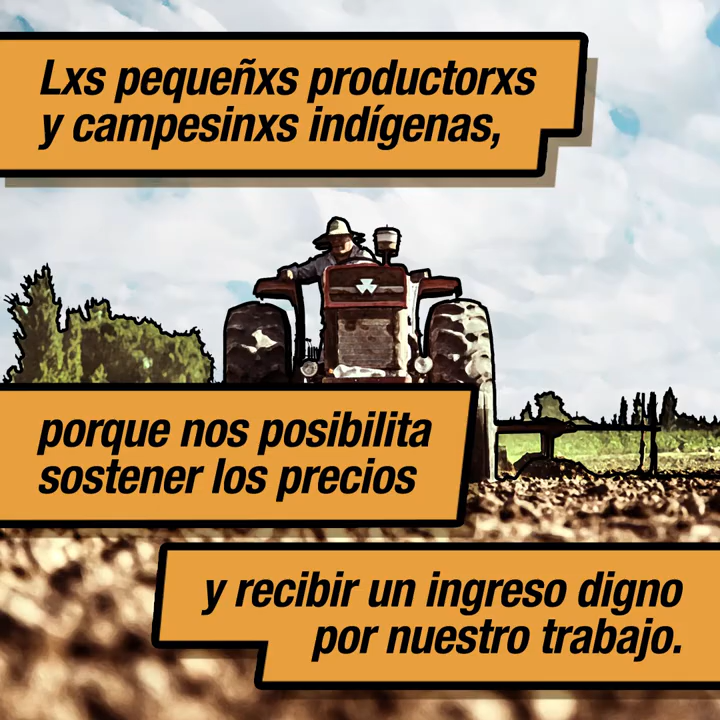 Lxs pequeñxs productorxs
y campesinxs indígenas,
porque nos posibilita
sostener los precios
y recibir un ingreso digno
por nuestro trabajo.